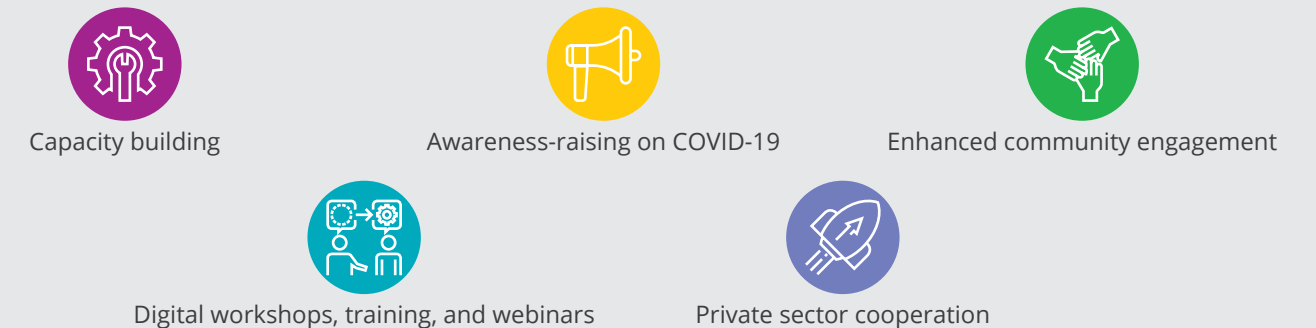 Capacity building
Awareness-raising on COVID-19
Enhanced community engagement
Digital workshops, training, and webinars
Private sector cooperation